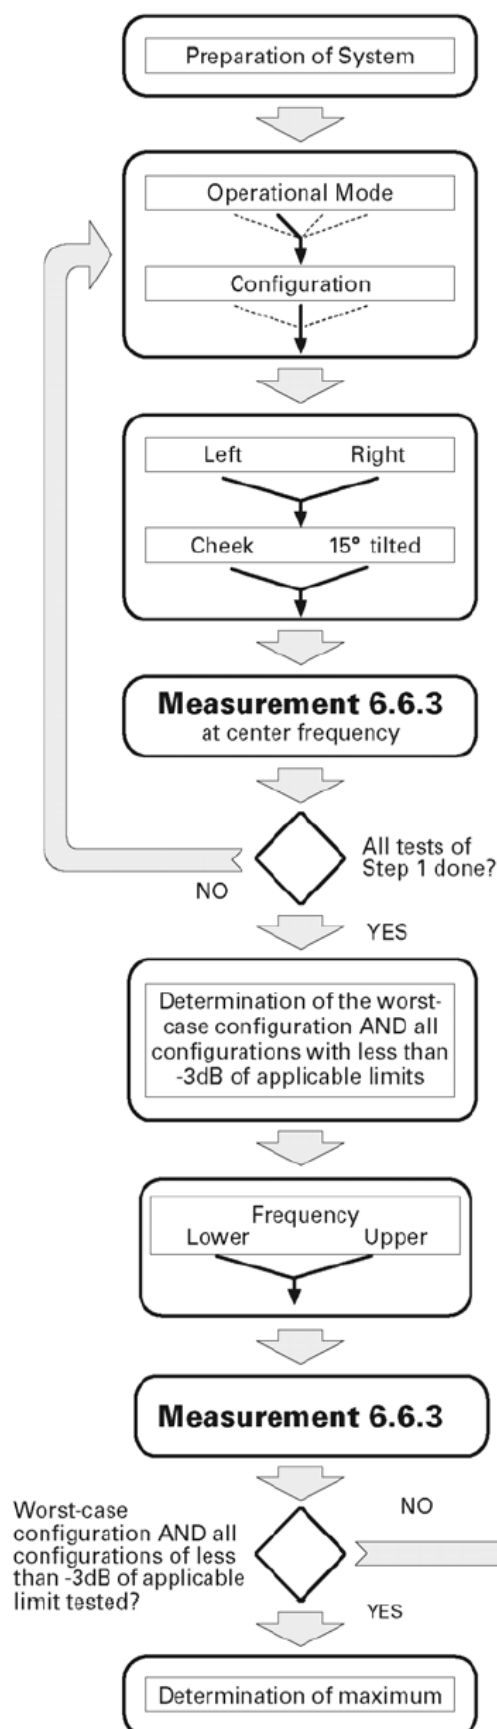 Preparation of System
Operational Mode
Configuration
Left Right
Cheek 15° tilted
Measurement 6.6.3
at center frequency
All tests of
Step 1 done?
NO
YES
Determination of the worst-
case configuration AND all
configurations with less than
-3dB of applicable limits
Frequency
Lower Upper
Measurement 6.6.3
Worst-case
configuration AND all
configurations of less
than -3dB of applicable
limit tested?
NO
YES
Determination of maximum